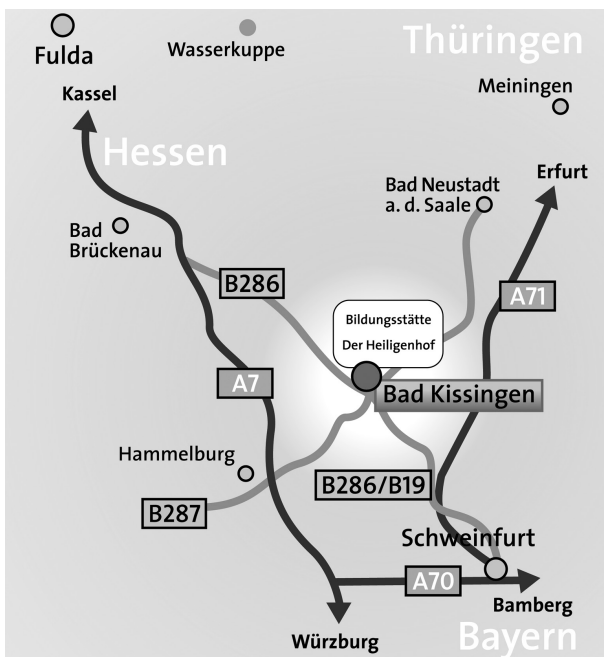 Fulda
Wasserkuppe
Thüringen
Kassel
Meiningen
Hessen
Erfurt
Bad Neustadt
a. d. Saale
Bad
Brückenau
B286
A71
Bildungsstätte
Der Heiligenhof
A7
Bad Kissingen
Hammelburg
B286/B19
B287
Schweinfurt
A70
Bamberg
Würzburg
Bayern